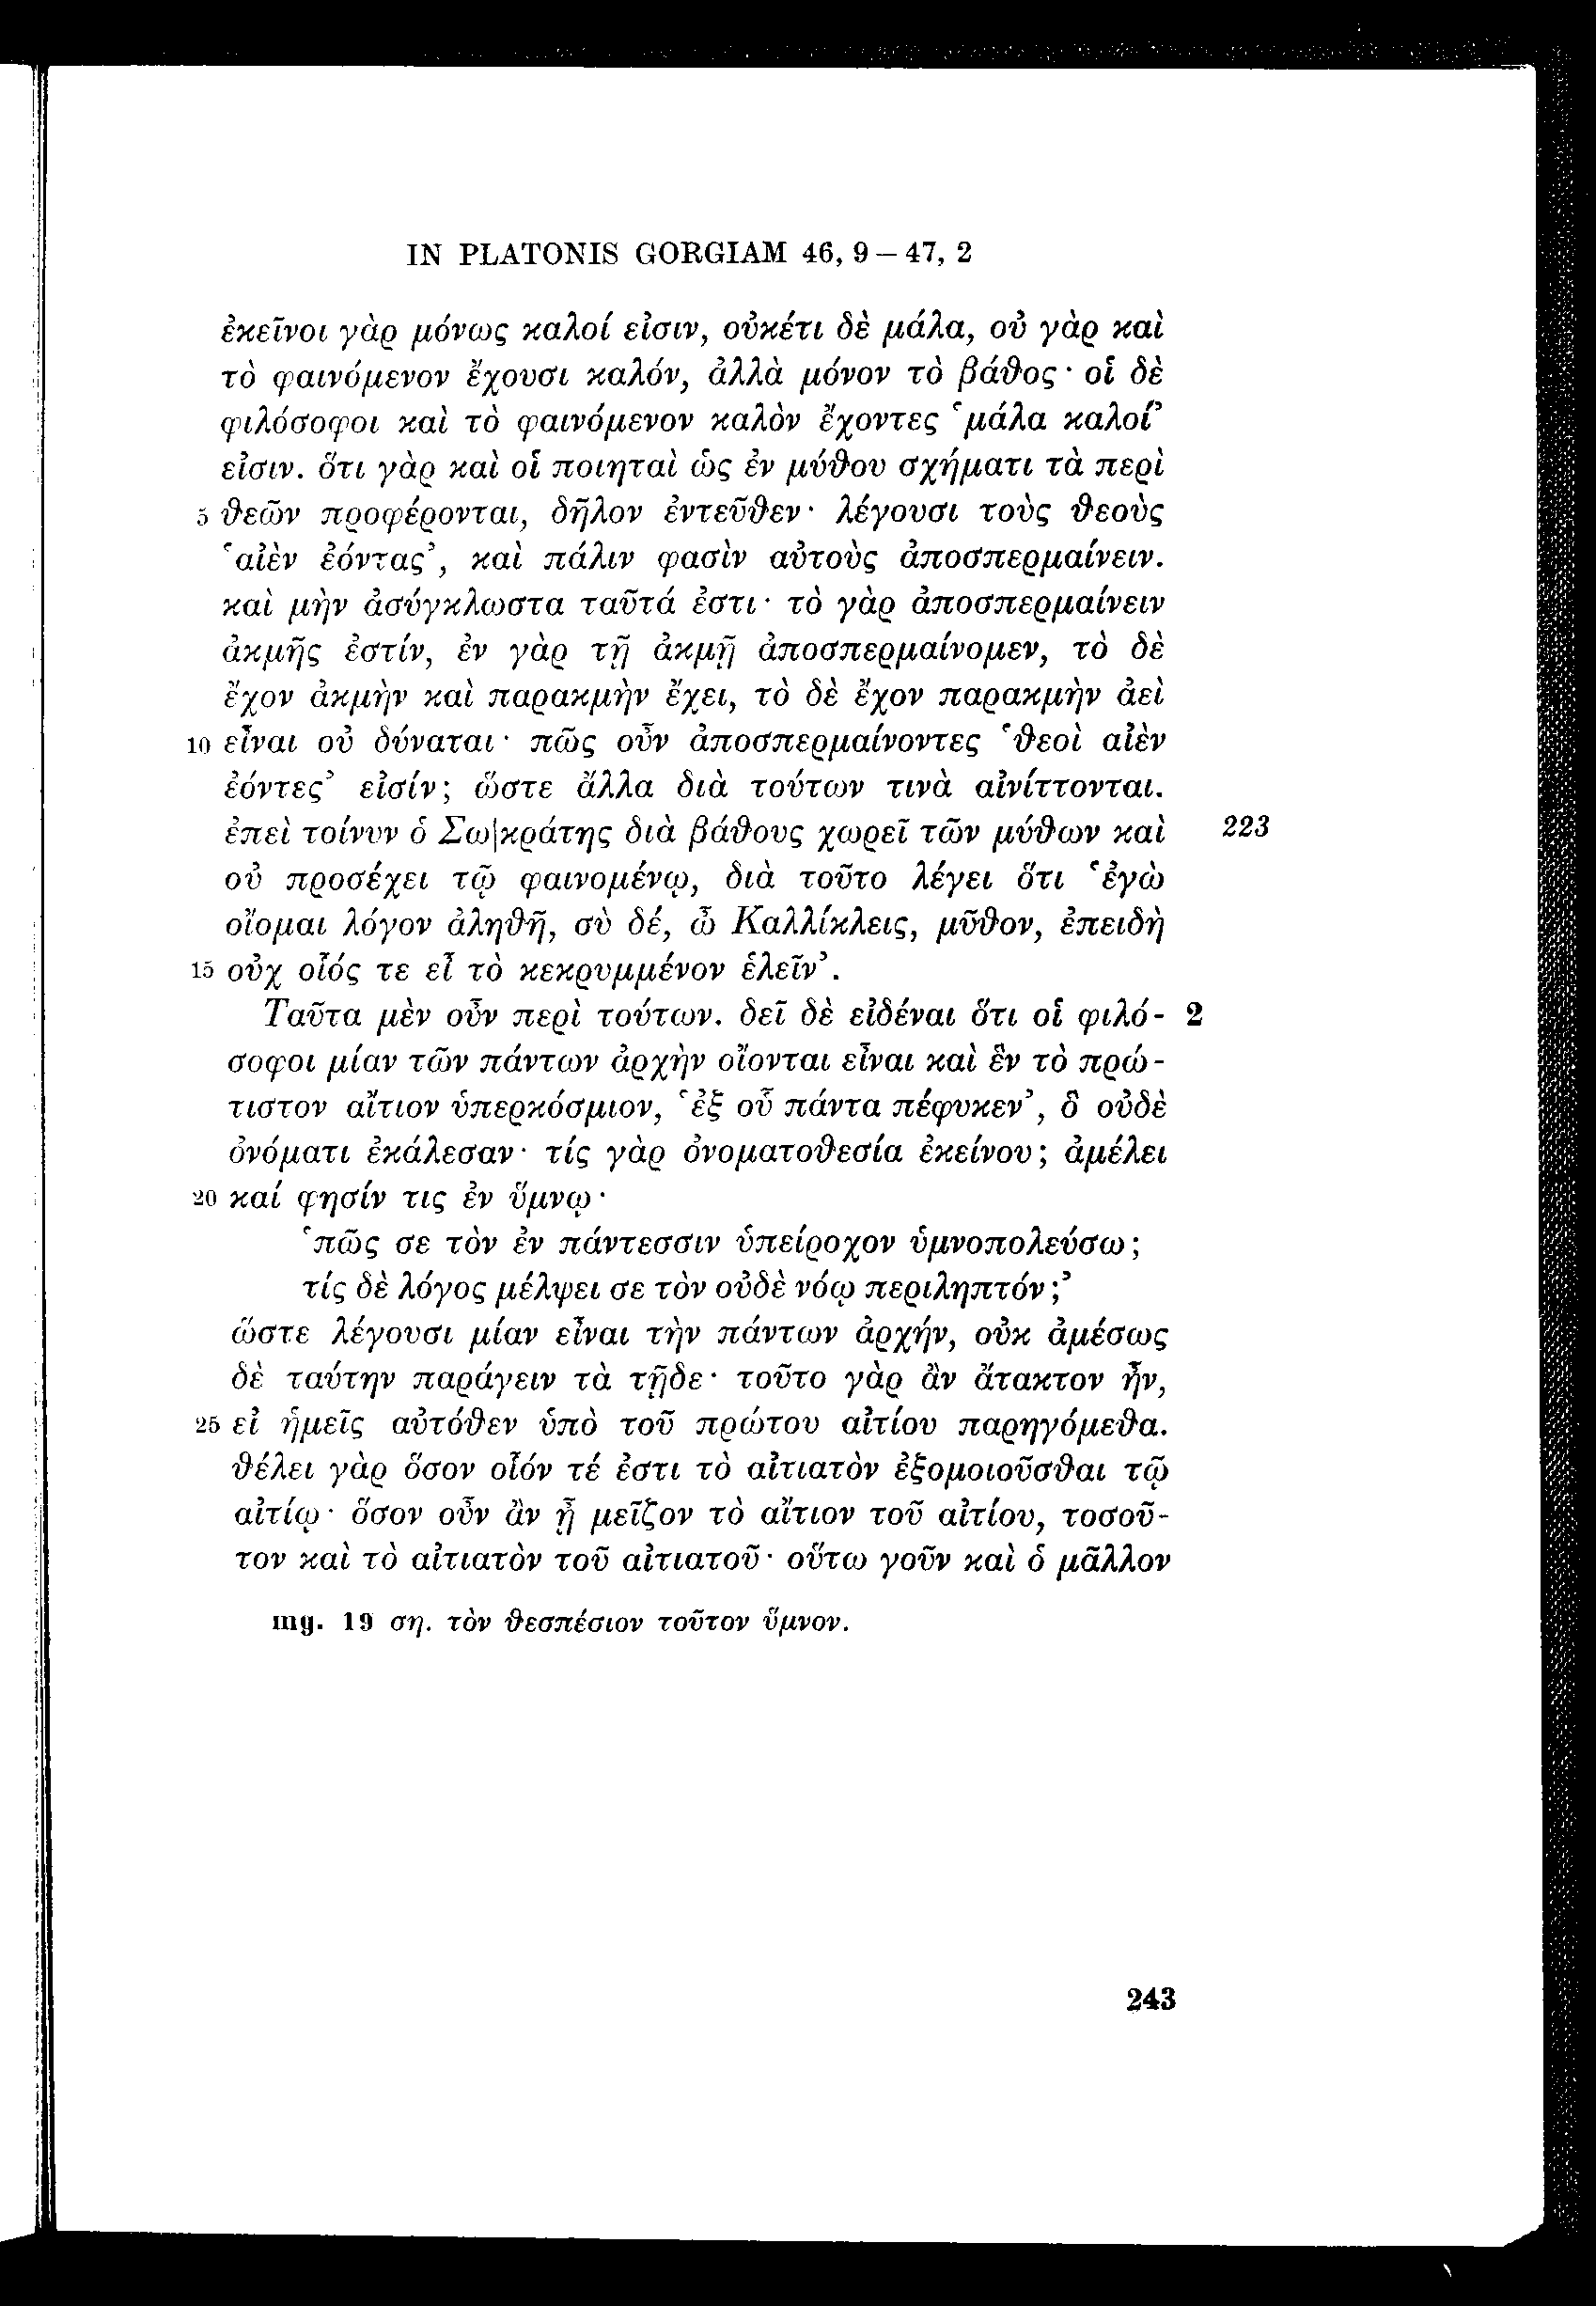 IN PLATONIS GORGIAM 46, 9 – 47, 2
ἐκεῖνοι γὰρ μόνως καλοί εἰσιν, οὐκέτι δὲ μάλα, οὐ γὰρ καὶ
τὸ φαινόμενον ἔχουσι καλόν, ἀλλὰ μόνον τὸ βάθος· οἱ δὲ
φιλόσοφοι καὶ τὸ φαινόμενον καλὸν ἔχοντες ‛μάλα καλοί’
εἰσιν. ὅτι γὰρ καὶ οἱ ποιηταὶ ὡς ἐν μύθου σχήματι τὰ περὶ
5 θεῶν προφέρονται, δῆλον ἐντεῦθεν· λέγουσι τοὺς θεοὺς
‛αἰὲν ἐόντας’, καὶ πάλιν φασὶν αὐτοὺς ἀποσπερμαίνειν.
καὶ μὴν ἀσύγκλωστα ταῦτά ἐστι· τὸ γὰρ ἀποσπερμαίνειν
ἀκμῆς ἐστίν, ἐν γὰρ τῇ ἀκμῇ ἀποσπερμαίνομεν, τὸ δὲ
ἔχον ἀκμὴν καὶ παρακμὴν ἔχει, τὸ δὲ ἔχον παρακμὴν ἀεὶ
10 εἶναι οὐ δύναται· πῶς οὖν ἀποσπερμαίνοντες ‛θεοὶ αἰὲν
ἐόντες’ εἰσίν; ὥστε ἄλλα διὰ τούτων τινὰ αἰνίττονται.
ἐπεὶ τοίνυν ὁ Σω|κράτης διὰ βάθους χωρεῖ τῶν μύθων καὶ 223
οὐ προσέχει τῷ φαινομένῳ, διὰ τοῦτο λέγει ὅτι ‛ἐγὼ
οἴομαι λόγον ἀληθῆ, σὺ δέ, ὦ Καλλίκλεις, μῦθον, ἐπειδὴ
15 οὐχ οἷός τε εἶ τὸ κεκρυμμένον ἑλεῖν’.
Ταῦτα μὲν οὖν περὶ τούτων. δεῖ δὲ εἰδέναι ὅτι οἱ φιλό- 2
σοφοι μίαν τῶν πάντων ἀρχὴν οἴονται εἶναι καὶ ἓν τὸ πρώ-
τιστον αἴτιον ὑπερκόσμιον, ‛ἐξ οὗ πάντα πέφυκεν’, ὃ οὐδὲ
ὀνόματι ἐκάλεσαν· τίς γὰρ ὀνοματοθεσία ἐκείνου; ἀμέλει
20 καί φησίν τις ἐν ὕμνῳ·
‛πῶς σε τὸν ἐν πάντεσσιν ὑπείροχον ὑμνοπολεύσω;
τίς δὲ λόγος μέλψει σε τὸν οὐδὲ νόῳ περιληπτόν;’
ὥστε λέγουσι μίαν εἶναι τὴν πάντων ἀρχήν, οὐκ ἀμέσως
δὲ ταύτην παράγειν τὰ τῇδε· τοῦτο γὰρ ἂν ἄτακτον ἦν,
25 εἰ ἡμεῖς αὐτόθεν ὑπὸ τοῦ πρώτου αἰτίου παρηγόμεθα.
θέλει γὰρ ὅσον οἷόν τέ ἐστι τὸ αἰτιατὸν ἐξομοιοῦσθαι τῷ
αἰτίῳ· ὅσον οὖν ἂν ᾖ μεῖζον τὸ αἴτιον τοῦ αἰτίου, τοσοῦ-
τον καὶ τὸ αἰτιατὸν τοῦ αἰτιατοῦ· οὕτω γοῦν καὶ ὁ μᾶλλον
mg. 19 ση. τὸν θεσπέσιον τοῦτον ὕμνον.
243